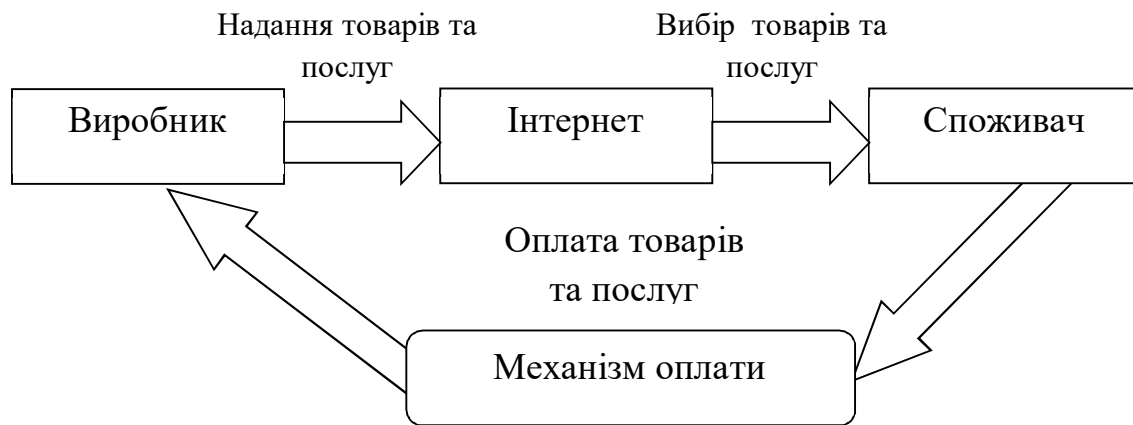 Надання товарів та
послуг
Вибір товарів та
послуг
Виробник
Інтернет
Споживач
Оплата товарів
та послуг
Механізм оплати